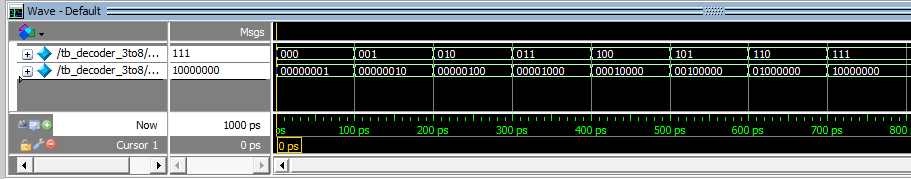 Wave - Default
Msgs
/tb_decoder_3to8/... 111 000 001 010 011 100 101 110 111
/tb_decoder_3to8/... 10000000 00000001 00000010 00000100 00001000 00010000 00100000 01000000 10000000
Now 1000 ps ps 100 ps 200 ps 300 ps 400 ps 500 ps 600 ps 700 ps 800
Cursor 1 0 ps 0 ps